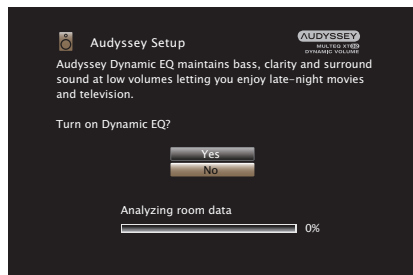 Audyssey Setup
AUDYSSEY
MULTEQ XT32
DYNAMIC VOLUME
Audyssey Dynamic EQ maintains bass, clarity and surround
sound at low volumes letting you enjoy late-night movies
and television.
Turn on Dynamic EQ?
Yes
No
Analyzing room data
0%